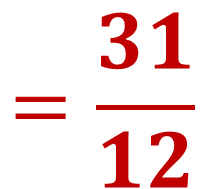 = 31/12